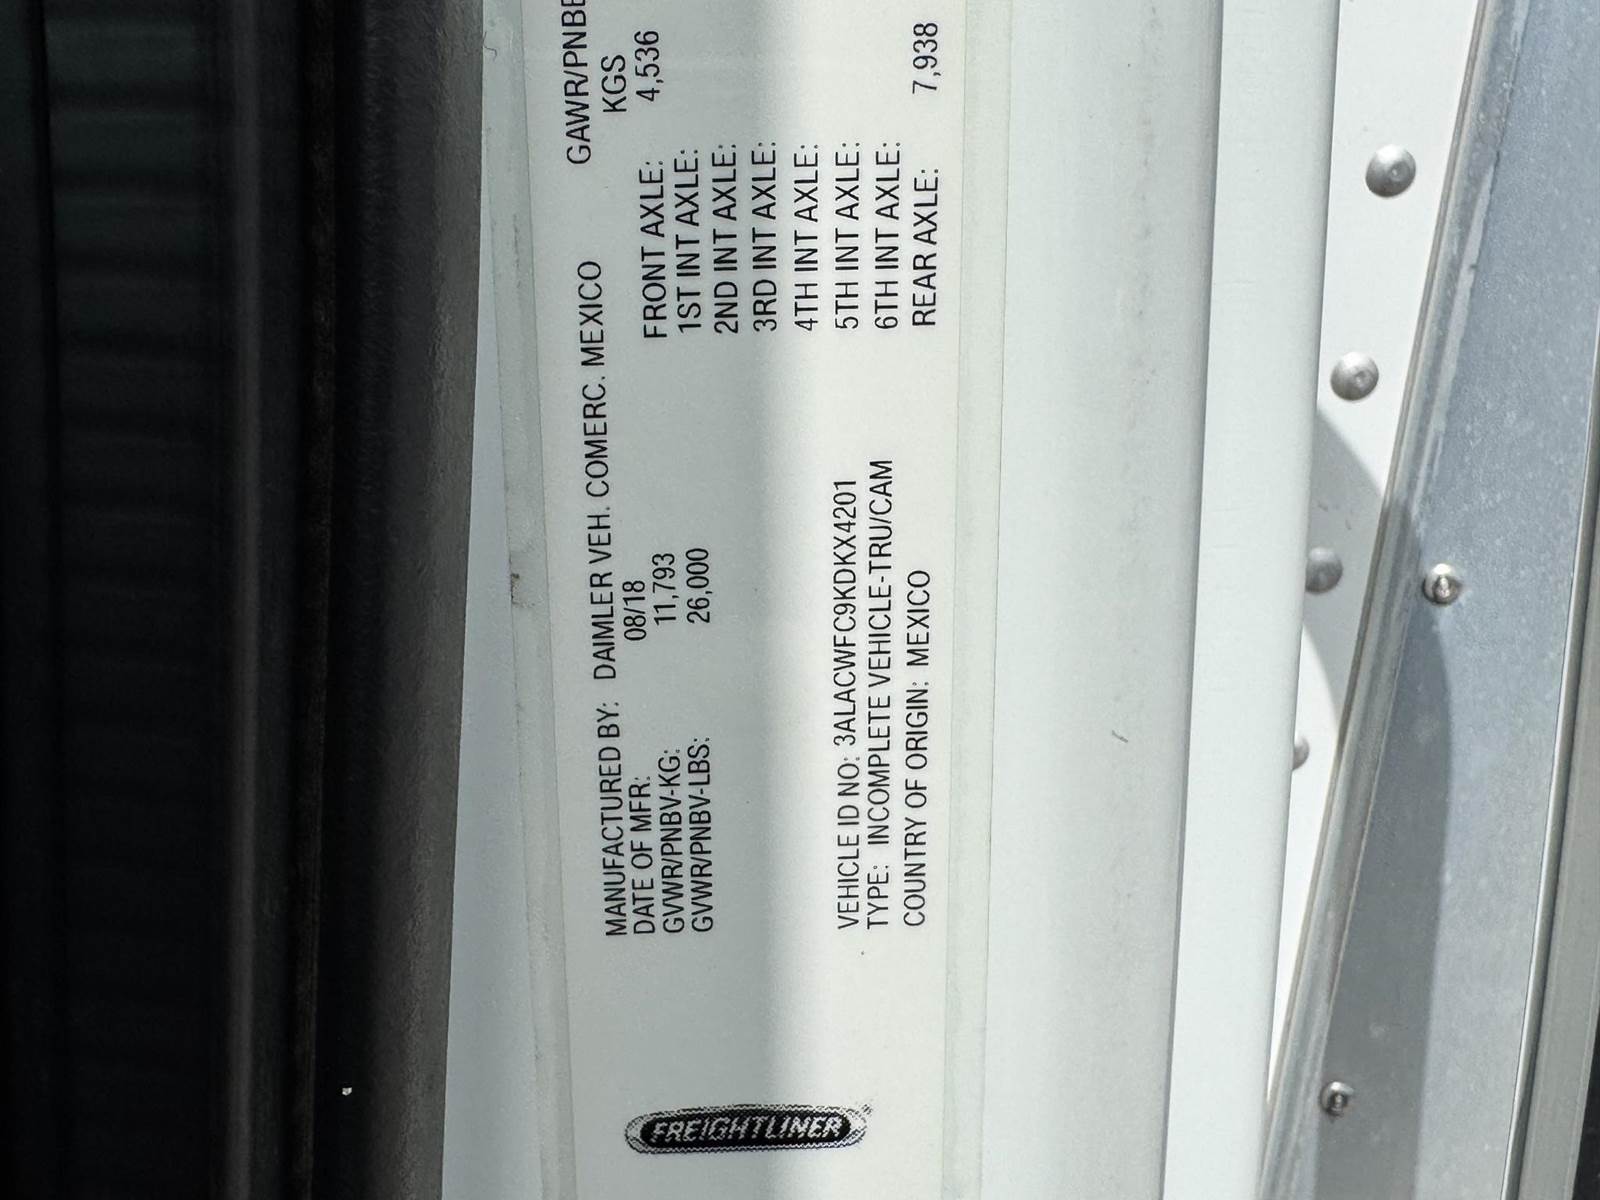 FREIGHTLINER
MANUFACTURED BY: DAIMLER VEH. COMERC. MEXICO
DATE OF MFR: 08/18
GVWR/PNBV-KG: 11,793
GVWR/PNBV-LBS: 26,000
VEHICLE ID NO: 3ALACWFC9KDKX4201
TYPE: INCOMPLETE VEHICLE-TRU/CAM
COUNTRY OF ORIGIN: MEXICO
GAWR/PNBE
KGS
FRONT AXLE: 4,536
1ST INT AXLE:
2ND INT AXLE:
3RD INT AXLE:
4TH INT AXLE:
5TH INT AXLE:
6TH INT AXLE:
REAR AXLE: 7,938